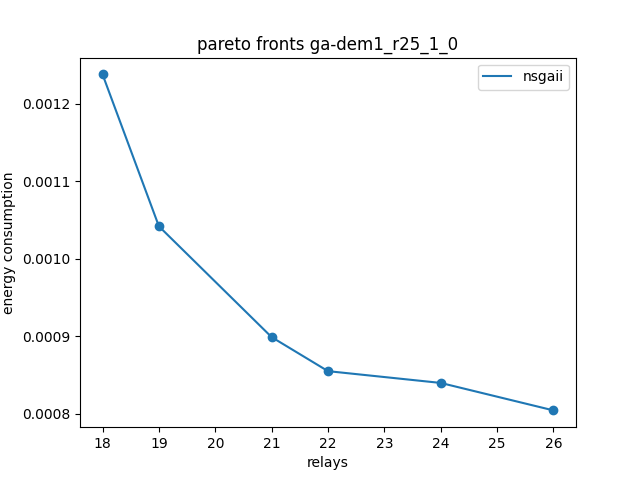 pareto fronts ga-dem1_r25_1_0
nsgaii
0.0012
0.0011
0.0010
0.0009
0.0008
energy consumption
18 19 20 21 22 23 24 25 26
relays